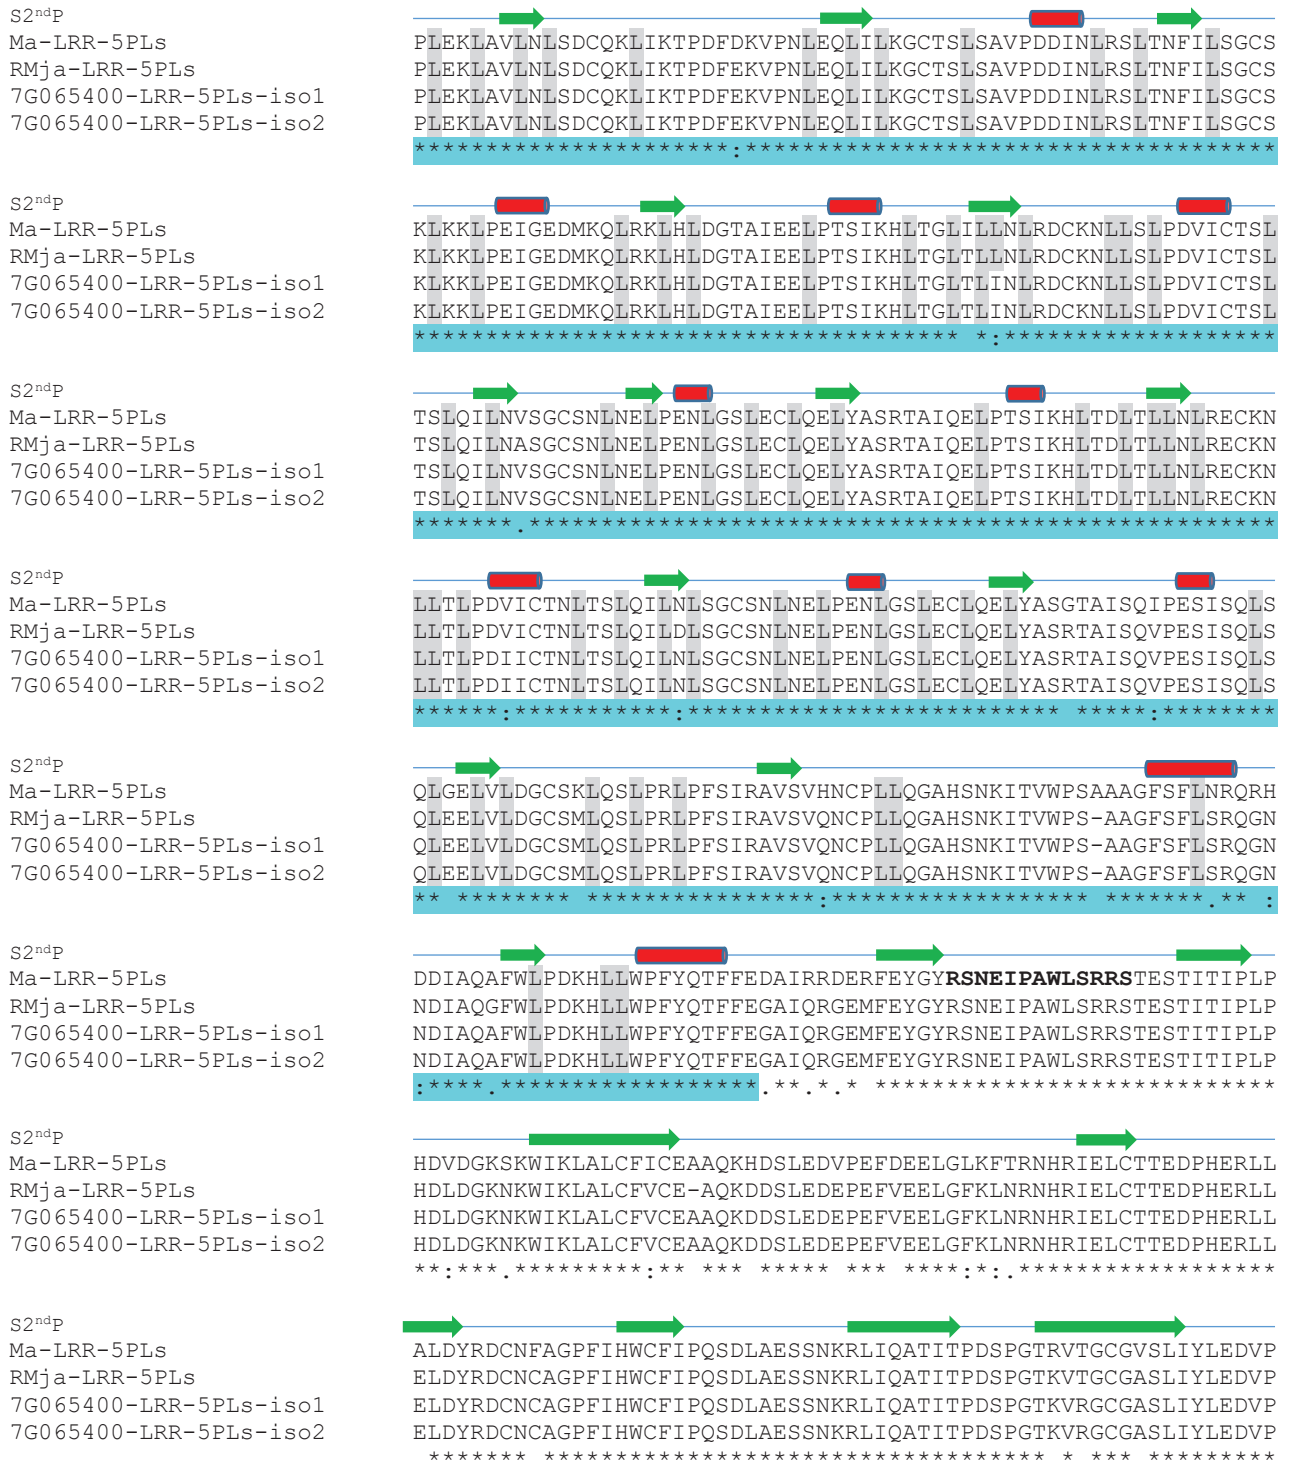 S2ndP
Ma-LRR-5PLs PLEKLAVLNLSDCQKLIKTPDFDKVPNLEQLILKGCTSLSAVPDDINLRSLTNFILSGCS
RMja-LRR-5PLs PLEKLAVLNLSDCQKLIKTPDFEKVPNLEQLILKGCTSLSAVPDDINLRSLTNFILSGCS
7G065400-LRR-5PLs-iso1 PLEKLAVLNLSDCQKLIKTPDFEKVPNLEQLILKGCTSLSAVPDDINLRSLTNFILSGCS
7G065400-LRR-5PLs-iso2 PLEKLAVLNLSDCQKLIKTPDFEKVPNLEQLILKGCTSLSAVPDDINLRSLTNFILSGCS
**********************:*************************************
S2ndP
Ma-LRR-5PLs KLKKLPEIGEDMKQLRKLHLDGTAIEELPTSIKHLTGLILLNLRDCKNLLSLPDVICTSL
RMja-LRR-5PLs KLKKLPEIGEDMKQLRKLHLDGTAIEELPTSIKHLTGLTLLNLRDCKNLLSLPDVICTSL
7G065400-LRR-5PLs-iso1 KLKKLPEIGEDMKQLRKLHLDGTAIEELPTSIKHLTGLTLINLRDCKNLLSLPDVICTSL
7G065400-LRR-5PLs-iso2 KLKKLPEIGEDMKQLRKLHLDGTAIEELPTSIKHLTGLTLINLRDCKNLLSLPDVICTSL
************************************** *:*******************
S2ndP
Ma-LRR-5PLs TSLQILNVSGCSNLNELPENLGSLECLQELYASRTAIQELPTSIKHLTDLTLLNLRECKN
RMja-LRR-5PLs TSLQILNASGCSNLNELPENLGSLECLQELYASRTAIQELPTSIKHLTDLTLLNLRECKN
7G065400-LRR-5PLs-iso1 TSLQILNVSGCSNLNELPENLGSLECLQELYASRTAIQELPTSIKHLTDLTLLNLRECKN
7G065400-LRR-5PLs-iso2 TSLQILNVSGCSNLNELPENLGSLECLQELYASRTAIQELPTSIKHLTDLTLLNLRECKN
*******.****************************************************
S2ndP
Ma-LRR-5PLs LLTLPDVICTNLTSLQILNLSGCSNLNELPENLGSLECLQELYASGTAISQIPESISQLS
RMja-LRR-5PLs LLTLPDVICTNLTSLQILDLSGCSNLNELPENLGSLECLQELYASRTAISQVPESISQLS
7G065400-LRR-5PLs-iso1 LLTLPDIICTNLTSLQILNLSGCSNLNELPENLGSLECLQELYASRTAISQVPESISQLS
7G065400-LRR-5PLs-iso2 LLTLPDIICTNLTSLQILNLSGCSNLNELPENLGSLECLQELYASRTAISQVPESISQLS
******:***********:************************** *****:********
S2ndP
Ma-LRR-5PLs QLGELVLDGCSKLQSLPRLPFSIRAVSVHNCPLLQGAHSNKITVWPSAAAGFSFLNRQRH
RMja-LRR-5PLs QLEELVLDGCSMLQSLPRLPFSIRAVSVQNCPLLQGAHSNKITVWPS-AAGFSFLSRQGN
7G065400-LRR-5PLs-iso1 QLEELVLDGCSMLQSLPRLPFSIRAVSVQNCPLLQGAHSNKITVWPS-AAGFSFLSRQGN
7G065400-LRR-5PLs-iso2 QLEELVLDGCSMLQSLPRLPFSIRAVSVQNCPLLQGAHSNKITVWPS-AAGFSFLSRQGN
** ******** ****************:****************** *******.** :
S2ndP
Ma-LRR-5PLs DDIAQAFWLPDKHLLWPFYQTFFEDAIRRDERFEYGYRSNEIPAWLSRRSTESTITIPLP
RMja-LRR-5PLs NDIAQGFWLPDKHLLWPFYQTFFEGAIQRGEMFEYGYRSNEIPAWLSRRSTESTITIPLP
7G065400-LRR-5PLs-iso1 NDIAQAFWLPDKHLLWPFYQTFFEGAIQRGEMFEYGYRSNEIPAWLSRRSTESTITIPLP
7G065400-LRR-5PLs-iso2 NDIAQAFWLPDKHLLWPFYQTFFEGAIQRGEMFEYGYRSNEIPAWLSRRSTESTITIPLP
:****.******************.**.*.* ****************************
S2ndP
Ma-LRR-5PLs HDVDGKSKWIKLALCFICEAAQKHDSLEDVPEFDEELGLKFTRNHRIELCTTEDPHERLL
RMja-LRR-5PLs HDLDGKNKWIKLALCFVCE-AQKDDSLEDEPEFVEELGFKLNRNHRIELCTTEDPHERLL
7G065400-LRR-5PLs-iso1 HDLDGKNKWIKLALCFVCEAAQKDDSLEDEPEFVEELGFKLNRNHRIELCTTEDPHERLL
7G065400-LRR-5PLs-iso2 HDLDGKNKWIKLALCFVCEAAQKDDSLEDEPEFVEELGFKLNRNHRIELCTTEDPHERLL
**:***.*********:** *** ***** *** ****:*:.******************
S2ndP
Ma-LRR-5PLs ALDYRDCNFAGPFIHWCFIPQSDLAESSNKRLIQATITPDSPGTRVTGCGVSLIYLEDVP
RMja-LRR-5PLs ELDYRDCNCAGPFIHWCFIPQSDLAESSNKRLIQATITPDSPGTKVTGCGASLIYLEDVP
7G065400-LRR-5PLs-iso1 ELDYRDCNCAGPFIHWCFIPQSDLAESSNKRLIQATITPDSPGTKVRGCGASLIYLEDVP
7G065400-LRR-5PLs-iso2 ELDYRDCNCAGPFIHWCFIPQSDLAESSNKRLIQATITPDSPGTKVRGCGASLIYLEDVP
******* *********************************** * *** *********